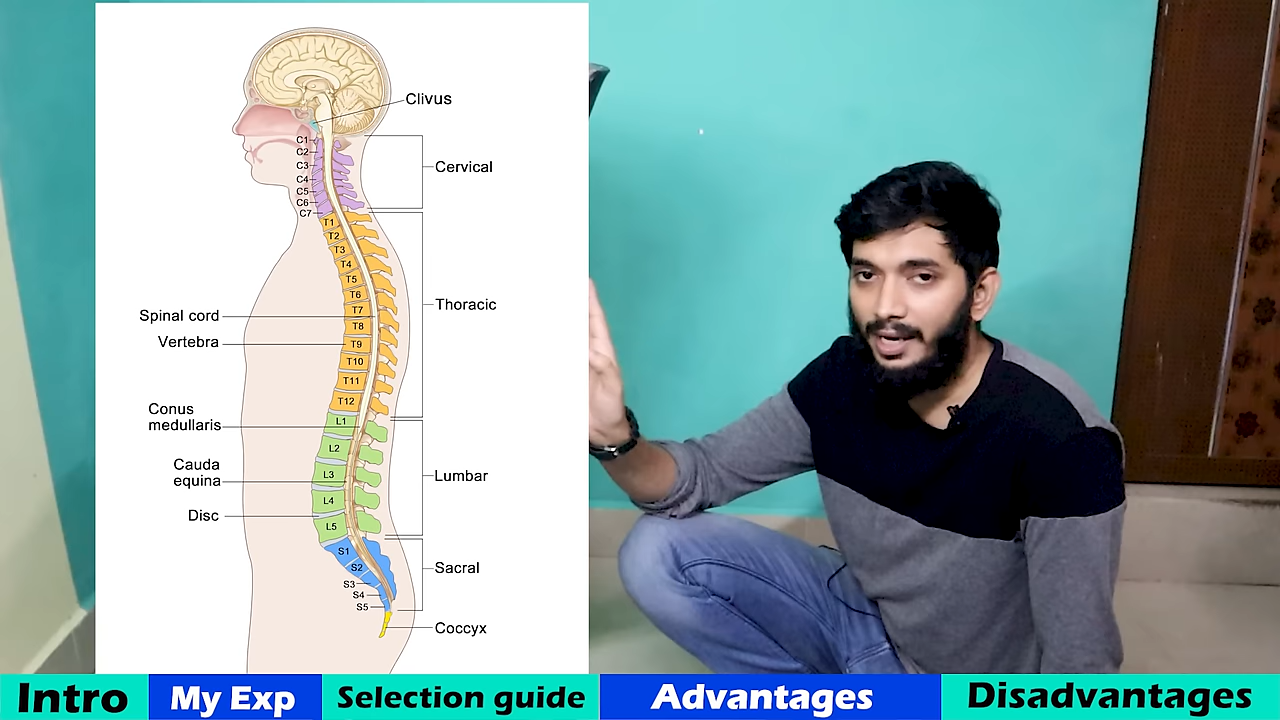 Clivus
C1
C2
C3
C4
C5
C6
C7
Cervical
T1
T2
T3
T4
T5
T6
T7
T8
T9
T10
T11
T12
Thoracic
Spinal cord
Vertebra
Conus
medullaris
Cauda
equina
Disc
L1
L2
L3
L4
L5
Lumbar
S1
S2
S3
S4
S5
Sacral
Coccyx
Intro
My Exp
Selection guide
Advantages
Disadvantages